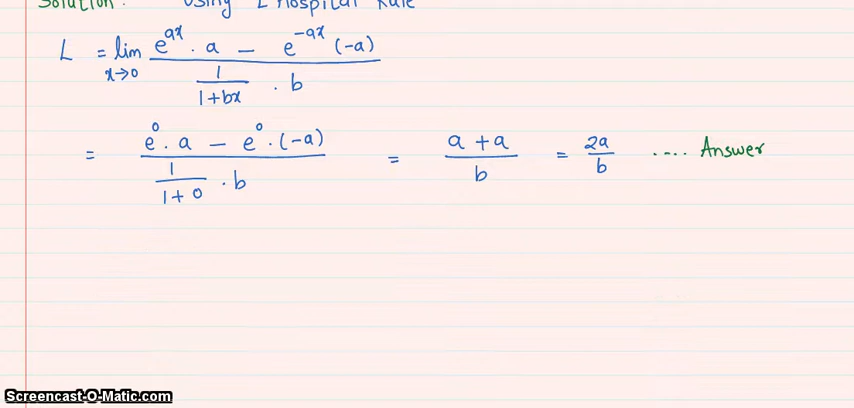 Solution: Using L'Hospital Rule
L = lim x→0 (e^(ax) . a − e^(−ax) (−a)) / (1/(1+bx) . b)
= (e^0 . a − e^0 . (−a)) / (1/(1+0) . b) = (a + a)/b = 2a/b .... Answer
SCREENCAST-O-MATIC.com